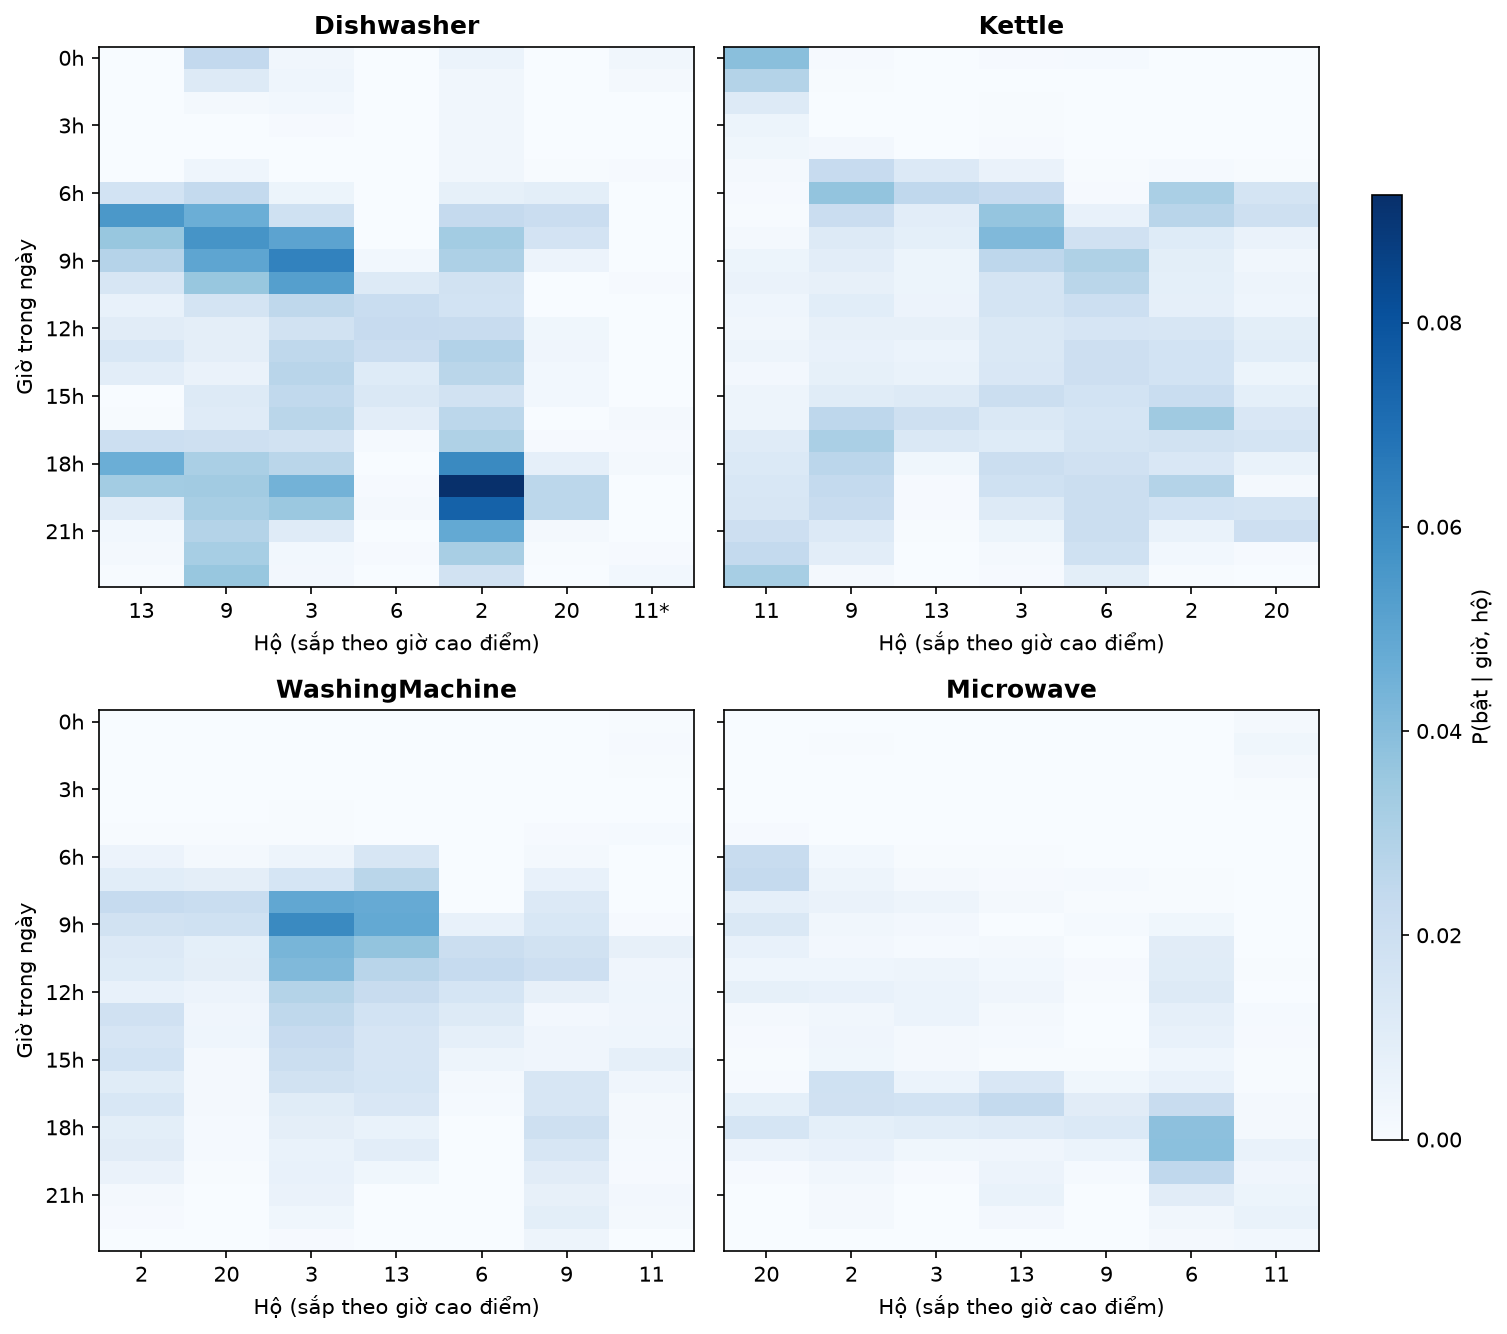 Dishwasher
Kettle
0h
3h
6h
9h
12h
15h
18h
21h
Giờ trong ngày
13 9 3 6 2 20 11*
Hộ (sắp theo giờ cao điểm)
11 9 13 3 6 2 20
Hộ (sắp theo giờ cao điểm)
WashingMachine
Microwave
0h
3h
6h
9h
12h
15h
18h
21h
Giờ trong ngày
2 20 3 13 6 9 11
Hộ (sắp theo giờ cao điểm)
20 2 3 13 9 6 11
Hộ (sắp theo giờ cao điểm)
0.08
0.06
0.04
0.02
0.00
P(bật | giờ, hộ)